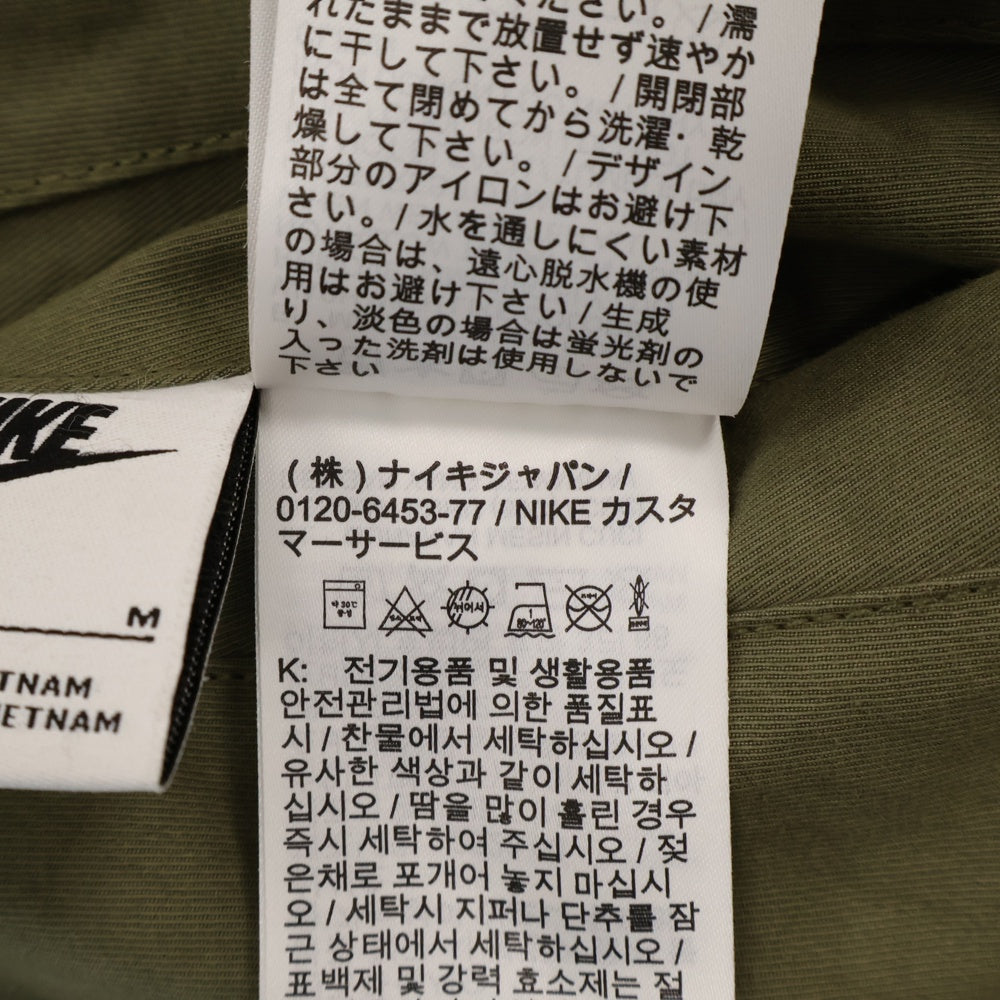 ださい。/濡
れたままで放置せず速やか
に干して下さい。/開閉部
は全て閉めてから洗濯·乾
燥して下さい。/デザイン
部分のアイロンはお避け下
さい。/水を通しにくい素材
の場合は、遠心脱水機の使
用はお避け下さい/生成
り、淡色の場合は蛍光剤の
入った洗剤は使用しないで
下さい
NIKE
M
(株)ナイキジャパン /
0120-6453-77 / NIKE カスタ
マーサービス
약 30℃
중성
80~120℃
K: 전기용품 및 생활용품
안전관리법에 의한 품질표
시 / 찬물에서 세탁하십시오 /
유사한 색상과 같이 세탁하
십시오 / 땀을 많이 흘린 경우
즉시 세탁하여 주십시오 / 젖
은채로 포개어 놓지 마십시
오 / 세탁시 지퍼나 단추를 잠
근 상태에서 세탁하십시오 /
표백제 및 강력 효소제는 절
TNAM
IETNAM